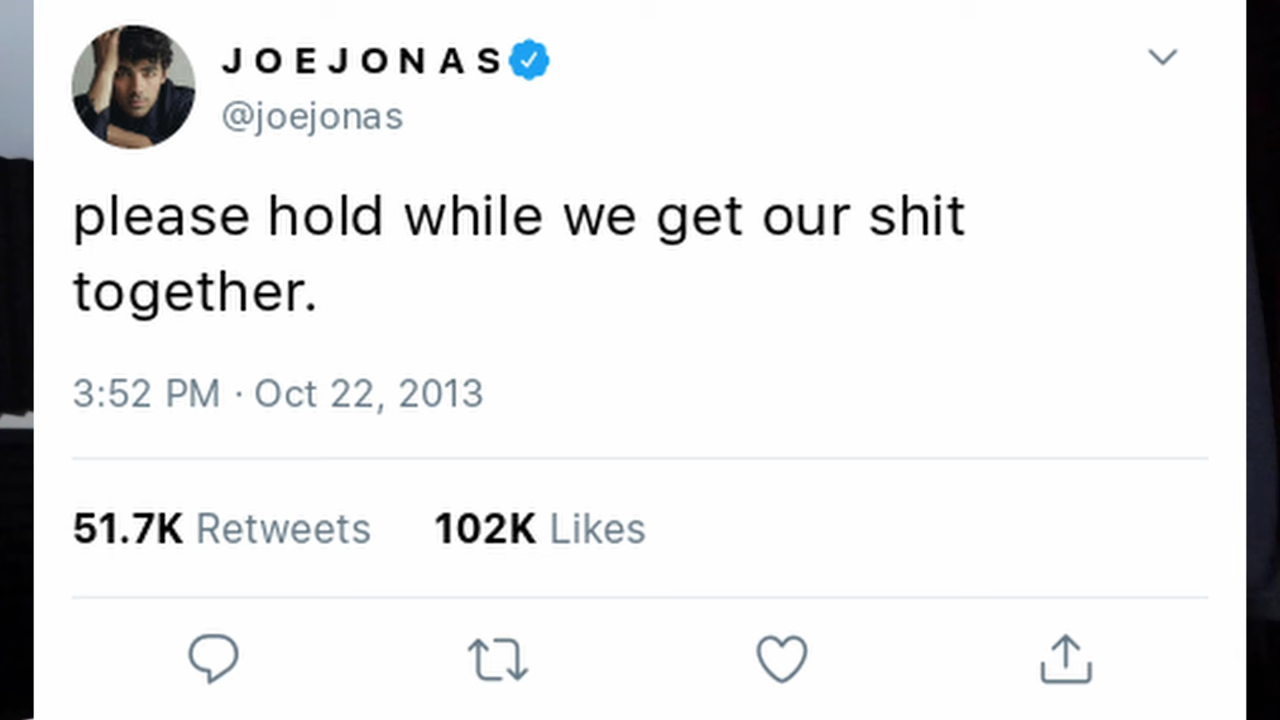 JOEJONAS
@joejonas
please hold while we get our shit
together.
3:52 PM · Oct 22, 2013
51.7K Retweets 102K Likes